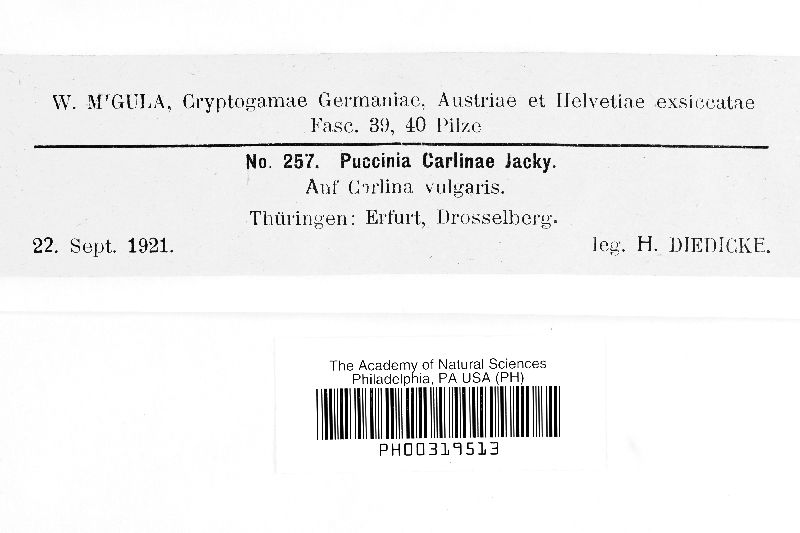 W. MIGULA, Cryptogamae Germaniae, Austriae et Helvetiae exsiccatae
Fasc. 39, 40 Pilze
No. 257. Puccinia Carlinae Jacky.
Auf Carlina vulgaris.
Thüringen: Erfurt, Drosselberg.
22. Sept. 1921. leg. H. DIEDICKE.
The Academy of Natural Sciences
Philadelphia, PA USA (PH)
PH00319513